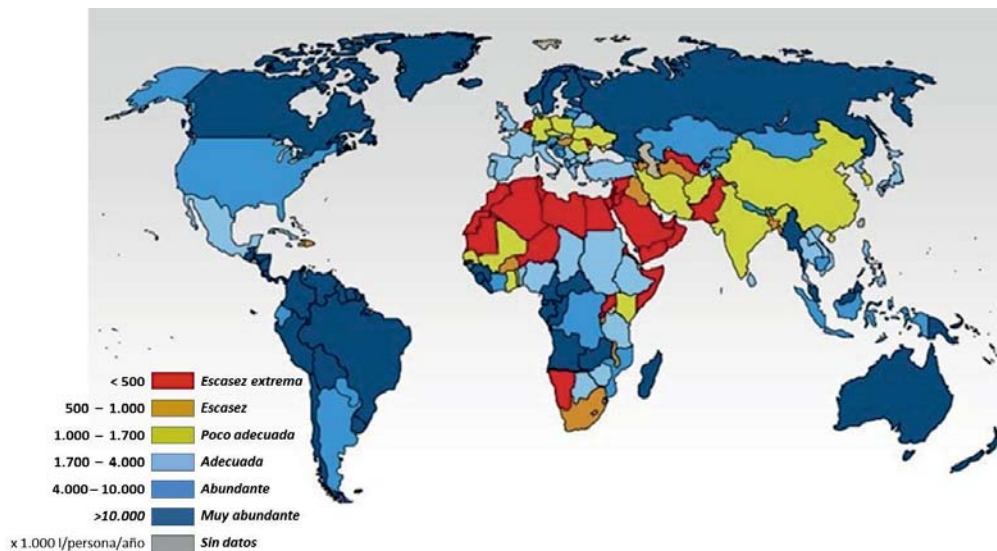 < 500 Escasez extrema
500 – 1.000 Escasez
1.000 – 1.700 Poco adecuada
1.700 – 4.000 Adecuada
4.000 – 10.000 Abundante
>10.000 Muy abundante
x 1.000 l/persona/año Sin datos